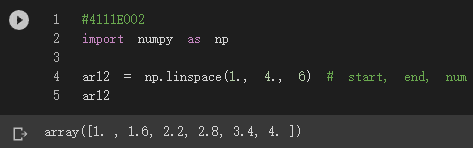 1 #4111E002
2 import numpy as np
3
4 ar12 = np.linspace(1., 4., 6) # start, end, num
5 ar12
array([1. , 1.6, 2.2, 2.8, 3.4, 4. ])